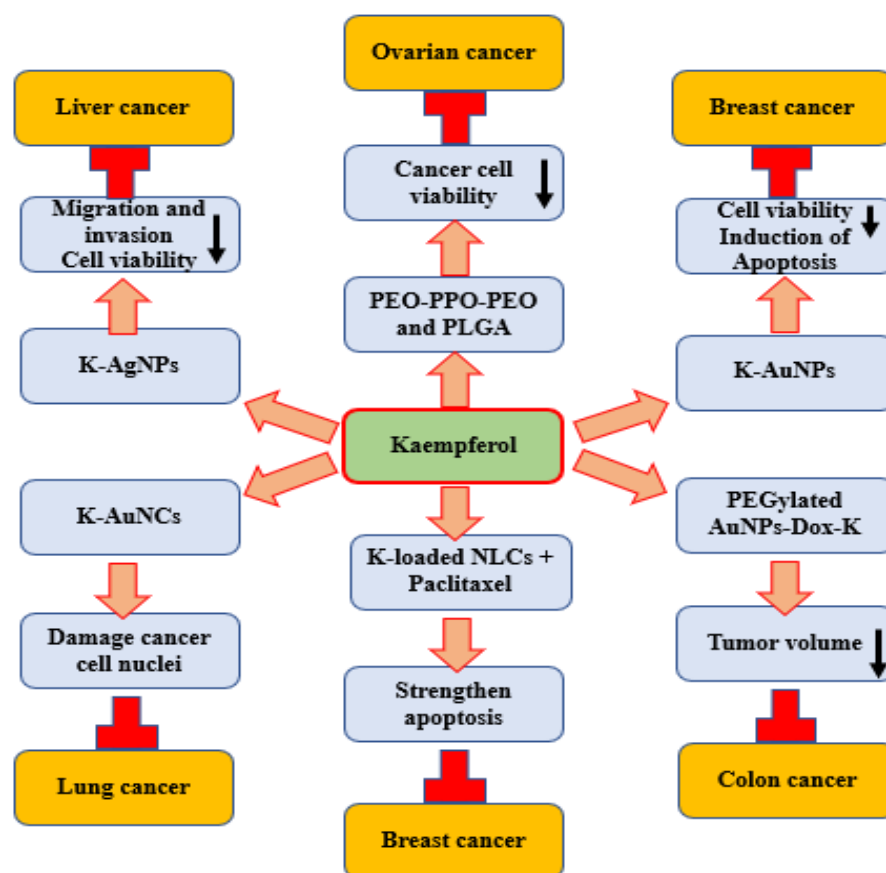 Ovarian cancer
Liver cancer
Breast cancer
Cancer cell
viability
Migration and
invasion
Cell viability
Cell viability
Induction of
Apoptosis
PEO-PPO-PEO
and PLGA
K-AgNPs
K-AuNPs
Kaempferol
K-AuNCs
PEGylated
AuNPs-Dox-K
K-loaded NLCs +
Paclitaxel
Damage cancer
cell nuclei
Tumor volume
Strengthen
apoptosis
Lung cancer
Colon cancer
Breast cancer